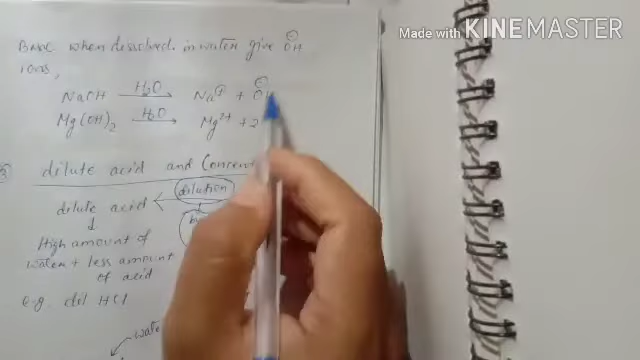 Made with KINEMASTER
Base when dissolved in water give OH⊖
ions,
NaOH —H₂O→ Na⊕ + OH⊖
Mg(OH)₂ —H₂O→ Mg²⁺ + 2
dilute acid and
dilution
dilute acid ←
↓
High amount of
water + less amount
of acid
e.g. dil HCl
water